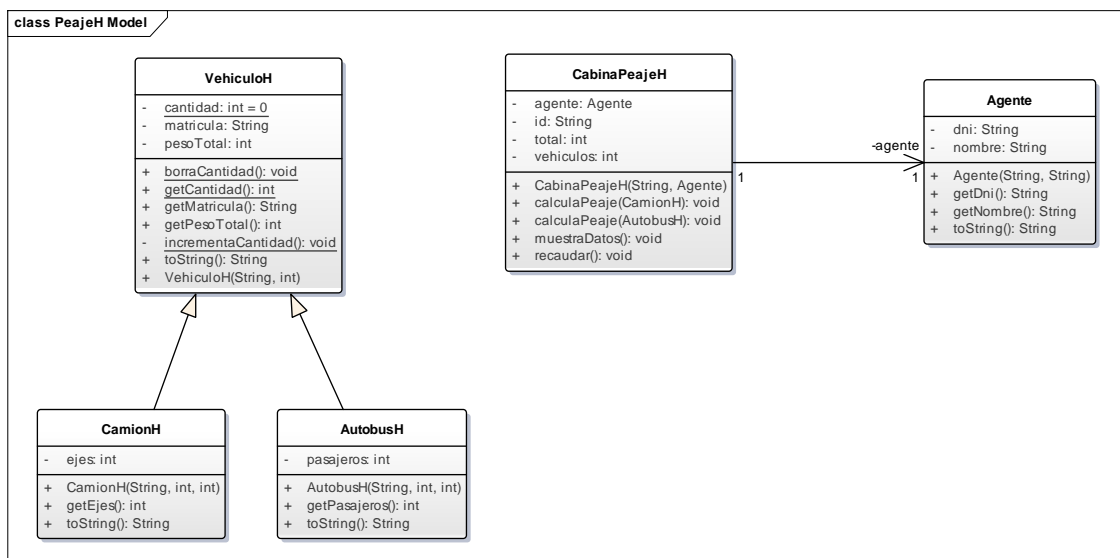 class PeajeH Model
VehiculoH
- cantidad: int = 0
- matricula: String
- pesoTotal: int
+ borraCantidad(): void
+ getCantidad(): int
+ getMatricula(): String
+ getPesoTotal(): int
- incrementaCantidad(): void
+ toString(): String
+ VehiculoH(String, int)
CabinaPeajeH
- agente: Agente
- id: String
- total: int
- vehiculos: int
+ CabinaPeajeH(String, Agente)
+ calculaPeaje(CamionH): void
+ calculaPeaje(AutobusH): void
+ muestraDatos(): void
+ recaudar(): void
1
-agente
1
Agente
- dni: String
- nombre: String
+ Agente(String, String)
+ getDni(): String
+ getNombre(): String
+ toString(): String
CamionH
- ejes: int
+ CamionH(String, int, int)
+ getEjes(): int
+ toString(): String
AutobusH
- pasajeros: int
+ AutobusH(String, int, int)
+ getPasajeros(): int
+ toString(): String